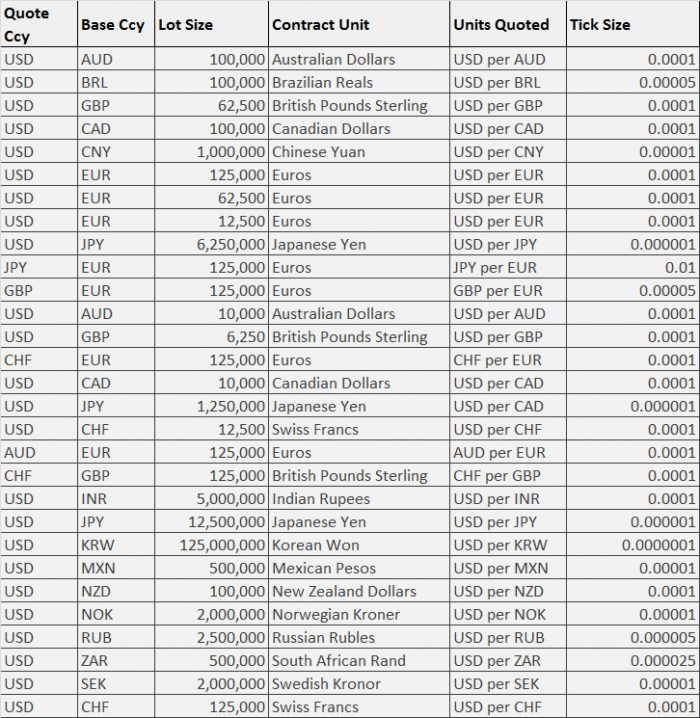 Quote Ccy Base Ccy Lot Size Contract Unit Units Quoted Tick Size
USD AUD 100,000 Australian Dollars USD per AUD 0.0001
USD BRL 100,000 Brazilian Reals USD per BRL 0.00005
USD GBP 62,500 British Pounds Sterling USD per GBP 0.0001
USD CAD 100,000 Canadian Dollars USD per CAD 0.0001
USD CNY 1,000,000 Chinese Yuan USD per CNY 0.00001
USD EUR 125,000 Euros USD per EUR 0.0001
USD EUR 62,500 Euros USD per EUR 0.0001
USD EUR 12,500 Euros USD per EUR 0.0001
USD JPY 6,250,000 Japanese Yen USD per JPY 0.000001
JPY EUR 125,000 Euros JPY per EUR 0.01
GBP EUR 125,000 Euros GBP per EUR 0.00005
USD AUD 10,000 Australian Dollars USD per AUD 0.0001
USD GBP 6,250 British Pounds Sterling USD per GBP 0.0001
CHF EUR 125,000 Euros CHF per EUR 0.0001
USD CAD 10,000 Canadian Dollars USD per CAD 0.0001
USD JPY 1,250,000 Japanese Yen USD per CAD 0.000001
USD CHF 12,500 Swiss Francs USD per CHF 0.0001
AUD EUR 125,000 Euros AUD per EUR 0.0001
CHF GBP 125,000 British Pounds Sterling CHF per GBP 0.0001
USD INR 5,000,000 Indian Rupees USD per INR 0.0001
USD JPY 12,500,000 Japanese Yen USD per JPY 0.000001
USD KRW 125,000,000 Korean Won USD per KRW 0.0000001
USD MXN 500,000 Mexican Pesos USD per MXN 0.00001
USD NZD 100,000 New Zealand Dollars USD per NZD 0.0001
USD NOK 2,000,000 Norwegian Kroner USD per NOK 0.00001
USD RUB 2,500,000 Russian Rubles USD per RUB 0.000005
USD ZAR 500,000 South African Rand USD per ZAR 0.000025
USD SEK 2,000,000 Swedish Kronor USD per SEK 0.00001
USD CHF 125,000 Swiss Francs USD per CHF 0.0001